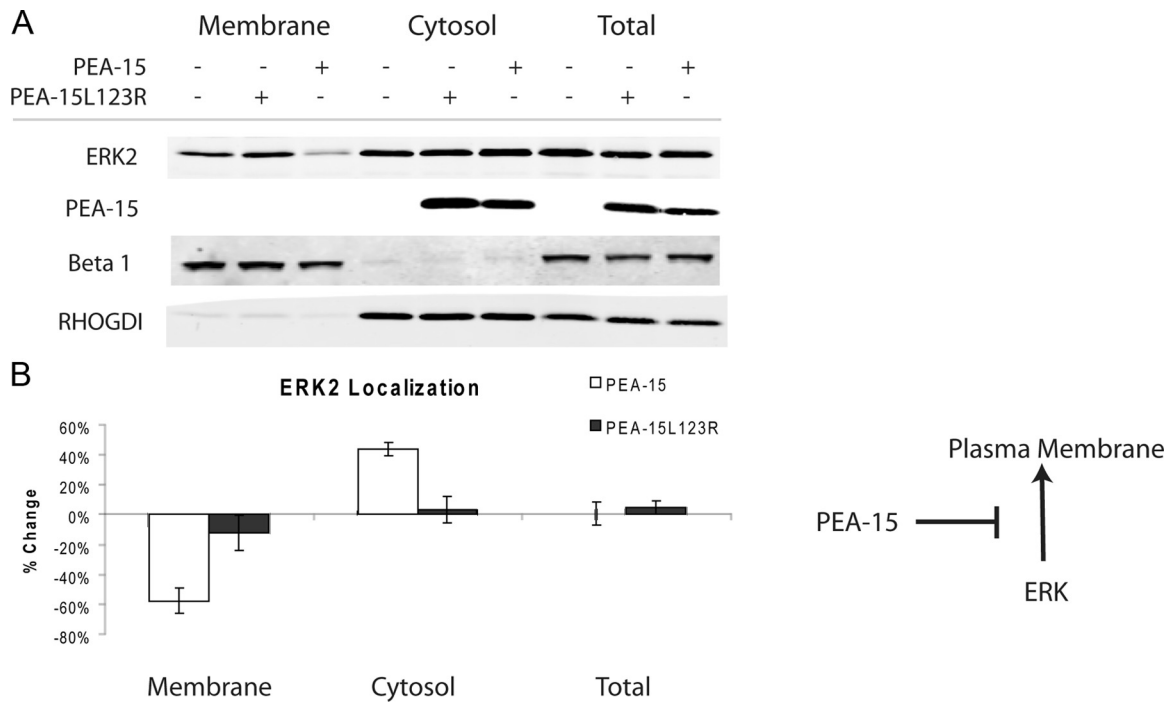 A
Membrane Cytosol Total
PEA-15 - - + - - + - - +
PEA-15L123R - + - - + - - + -
ERK2
PEA-15
Beta 1
RHOGDI
B
ERK2 Localization
PEA-15
PEA-15L123R
60%
40%
20%
0%
-20%
-40%
-60%
-80%
% Change
Membrane Cytosol Total
Plasma Membrane
PEA-15
ERK